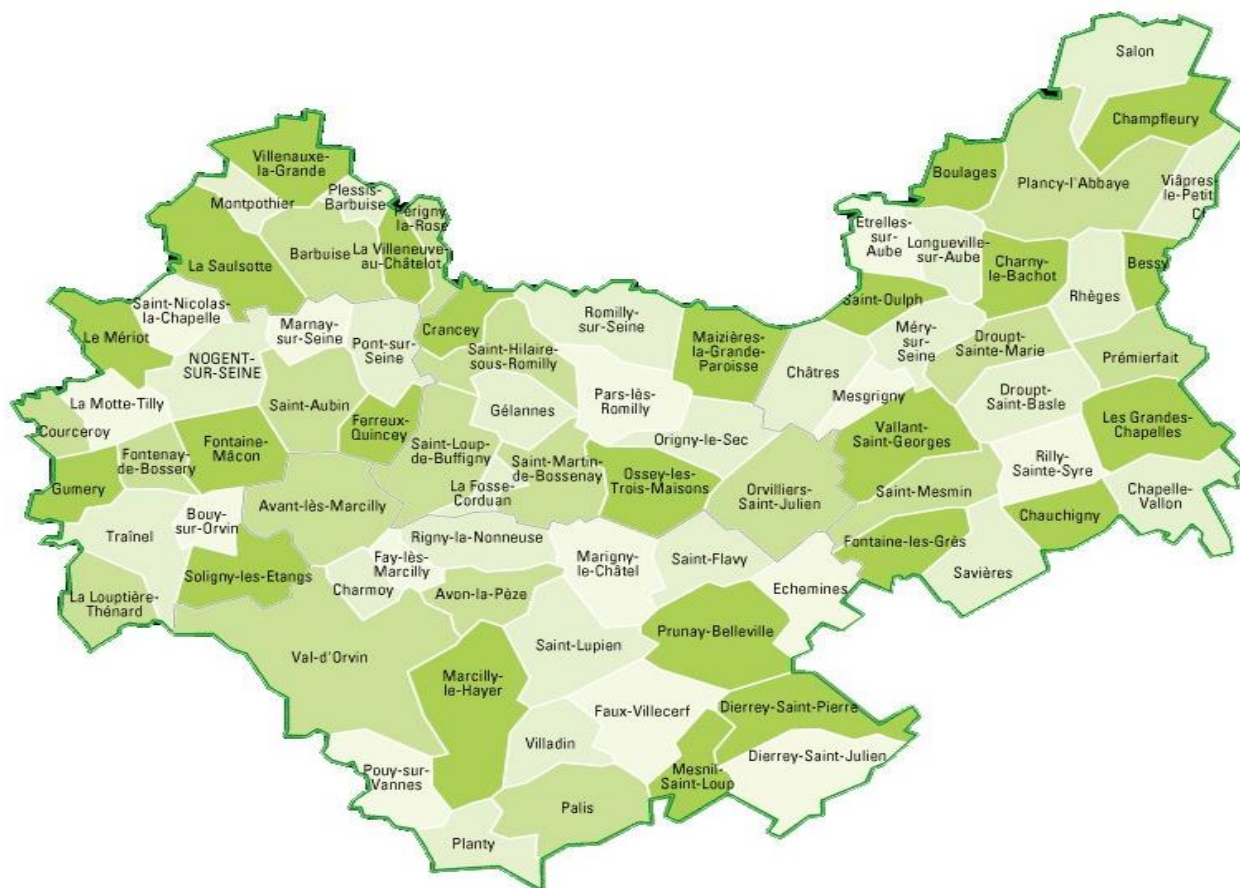 Salon
Champfleury
Villenauxe-
la-Grande
Boulages
Plancy-l'Abbaye
Viâpres-
le-Petit
Ch
Montpothier
Plessis-
Barbuise
Périgny-
la-Rose
Etrelles-
sur-
Aube
Longueville-
sur-Aube
Barbuise
La Villeneuve-
au-Châtelot
La Saulsotte
Charny-
le-Bachot
Bessy
Rhèges
Saint-Oulph
Saint-Nicolas-
la-Chapelle
Le Mériot
Marnay-
sur-Seine
Crancey
Romilly-
sur-Seine
Maizières-
la-Grande-
Paroisse
Méry-
sur-
Seine
Droupt-
Sainte-Marie
Prémierfait
NOGENT-
SUR-SEINE
Pont-sur-
Seine
Saint-Hilaire-
sous-Romilly
Châtres
Mesgrigny
Droupt-
Saint-Basle
La Motte-Tilly
Saint-Aubin
Gélannes
Pars-lès-
Romilly
Courceroy
Ferreux-
Quincey
Vallant-
Saint-Georges
Les Grandes-
Chapelles
Fontenay-
de-Bossery
Fontaine-
Mâcon
Saint-Loup-
de-Buffigny
Origny-le-Sec
Rilly-
Sainte-Syre
Gumery
La Fosse-
Corduan
Saint-Martin-
de-Bossenay
Ossey-les-
Trois-Maisons
Orvilliers-
Saint-Julien
Saint-Mesmin
Chapelle-
Vallon
Avant-lès-Marcilly
Chauchigny
Traînel
Bouy-
sur-Orvin
Rigny-la-Nonneuse
Fontaine-les-Grès
Soligny-les-Etangs
Fay-lès-
Marcilly
Marigny-
le-Châtel
Saint-Flavy
Savières
Charmoy
Avon-la-Pèze
Echemines
La Louptière-
Thénard
Prunay-Belleville
Val-d'Orvin
Saint-Lupien
Marcilly-
le-Hayer
Faux-Villecerf
Dierrey-Saint-Pierre
Villadin
Dierrey-Saint-Julien
Pouy-sur-
Vannes
Mesnil-
Saint-Loup
Palis
Planty